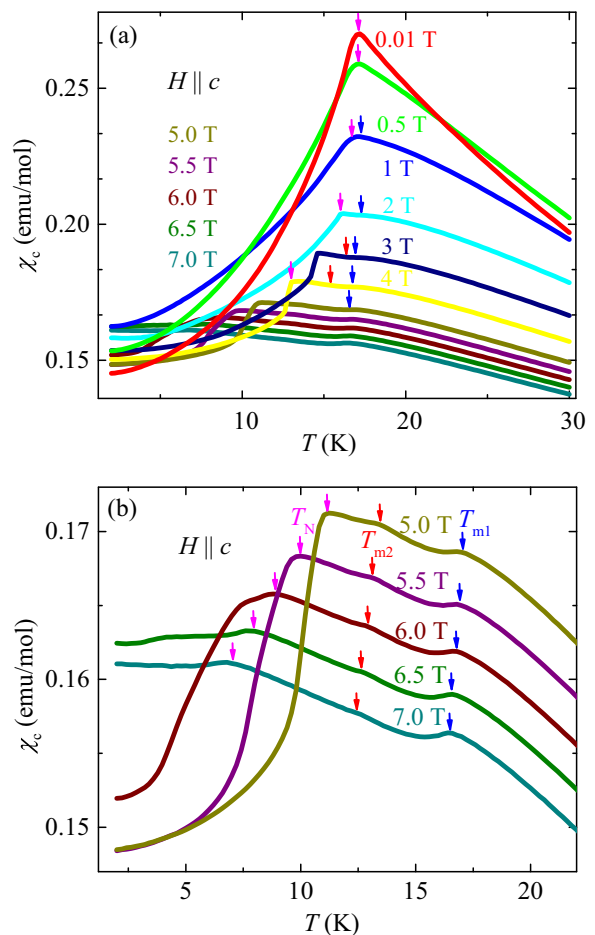 (a)
0.01 T
H || c
0.5 T
5.0 T
5.5 T
6.0 T
6.5 T
7.0 T
1 T
2 T
3 T
4 T
0.25
0.20
0.15
χc (emu/mol)
10 20 30
T (K)
(b)
H || c
TN
Tm2
Tm1
5.0 T
5.5 T
6.0 T
6.5 T
7.0 T
0.17
0.16
0.15
χc (emu/mol)
5 10 15 20
T (K)